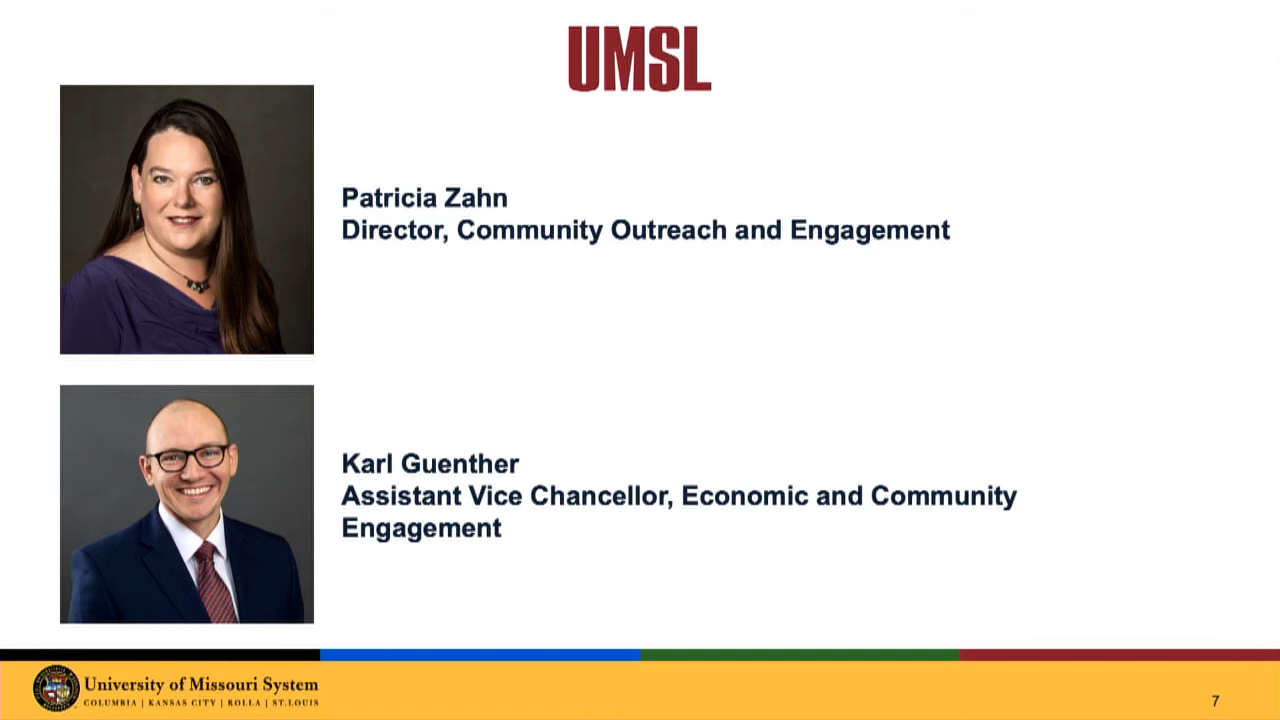 UMSL
Patricia Zahn
Director, Community Outreach and Engagement
Karl Guenther
Assistant Vice Chancellor, Economic and Community
Engagement
University of Missouri System
COLUMBIA | KANSAS CITY | ROLLA | ST.LOUIS
7